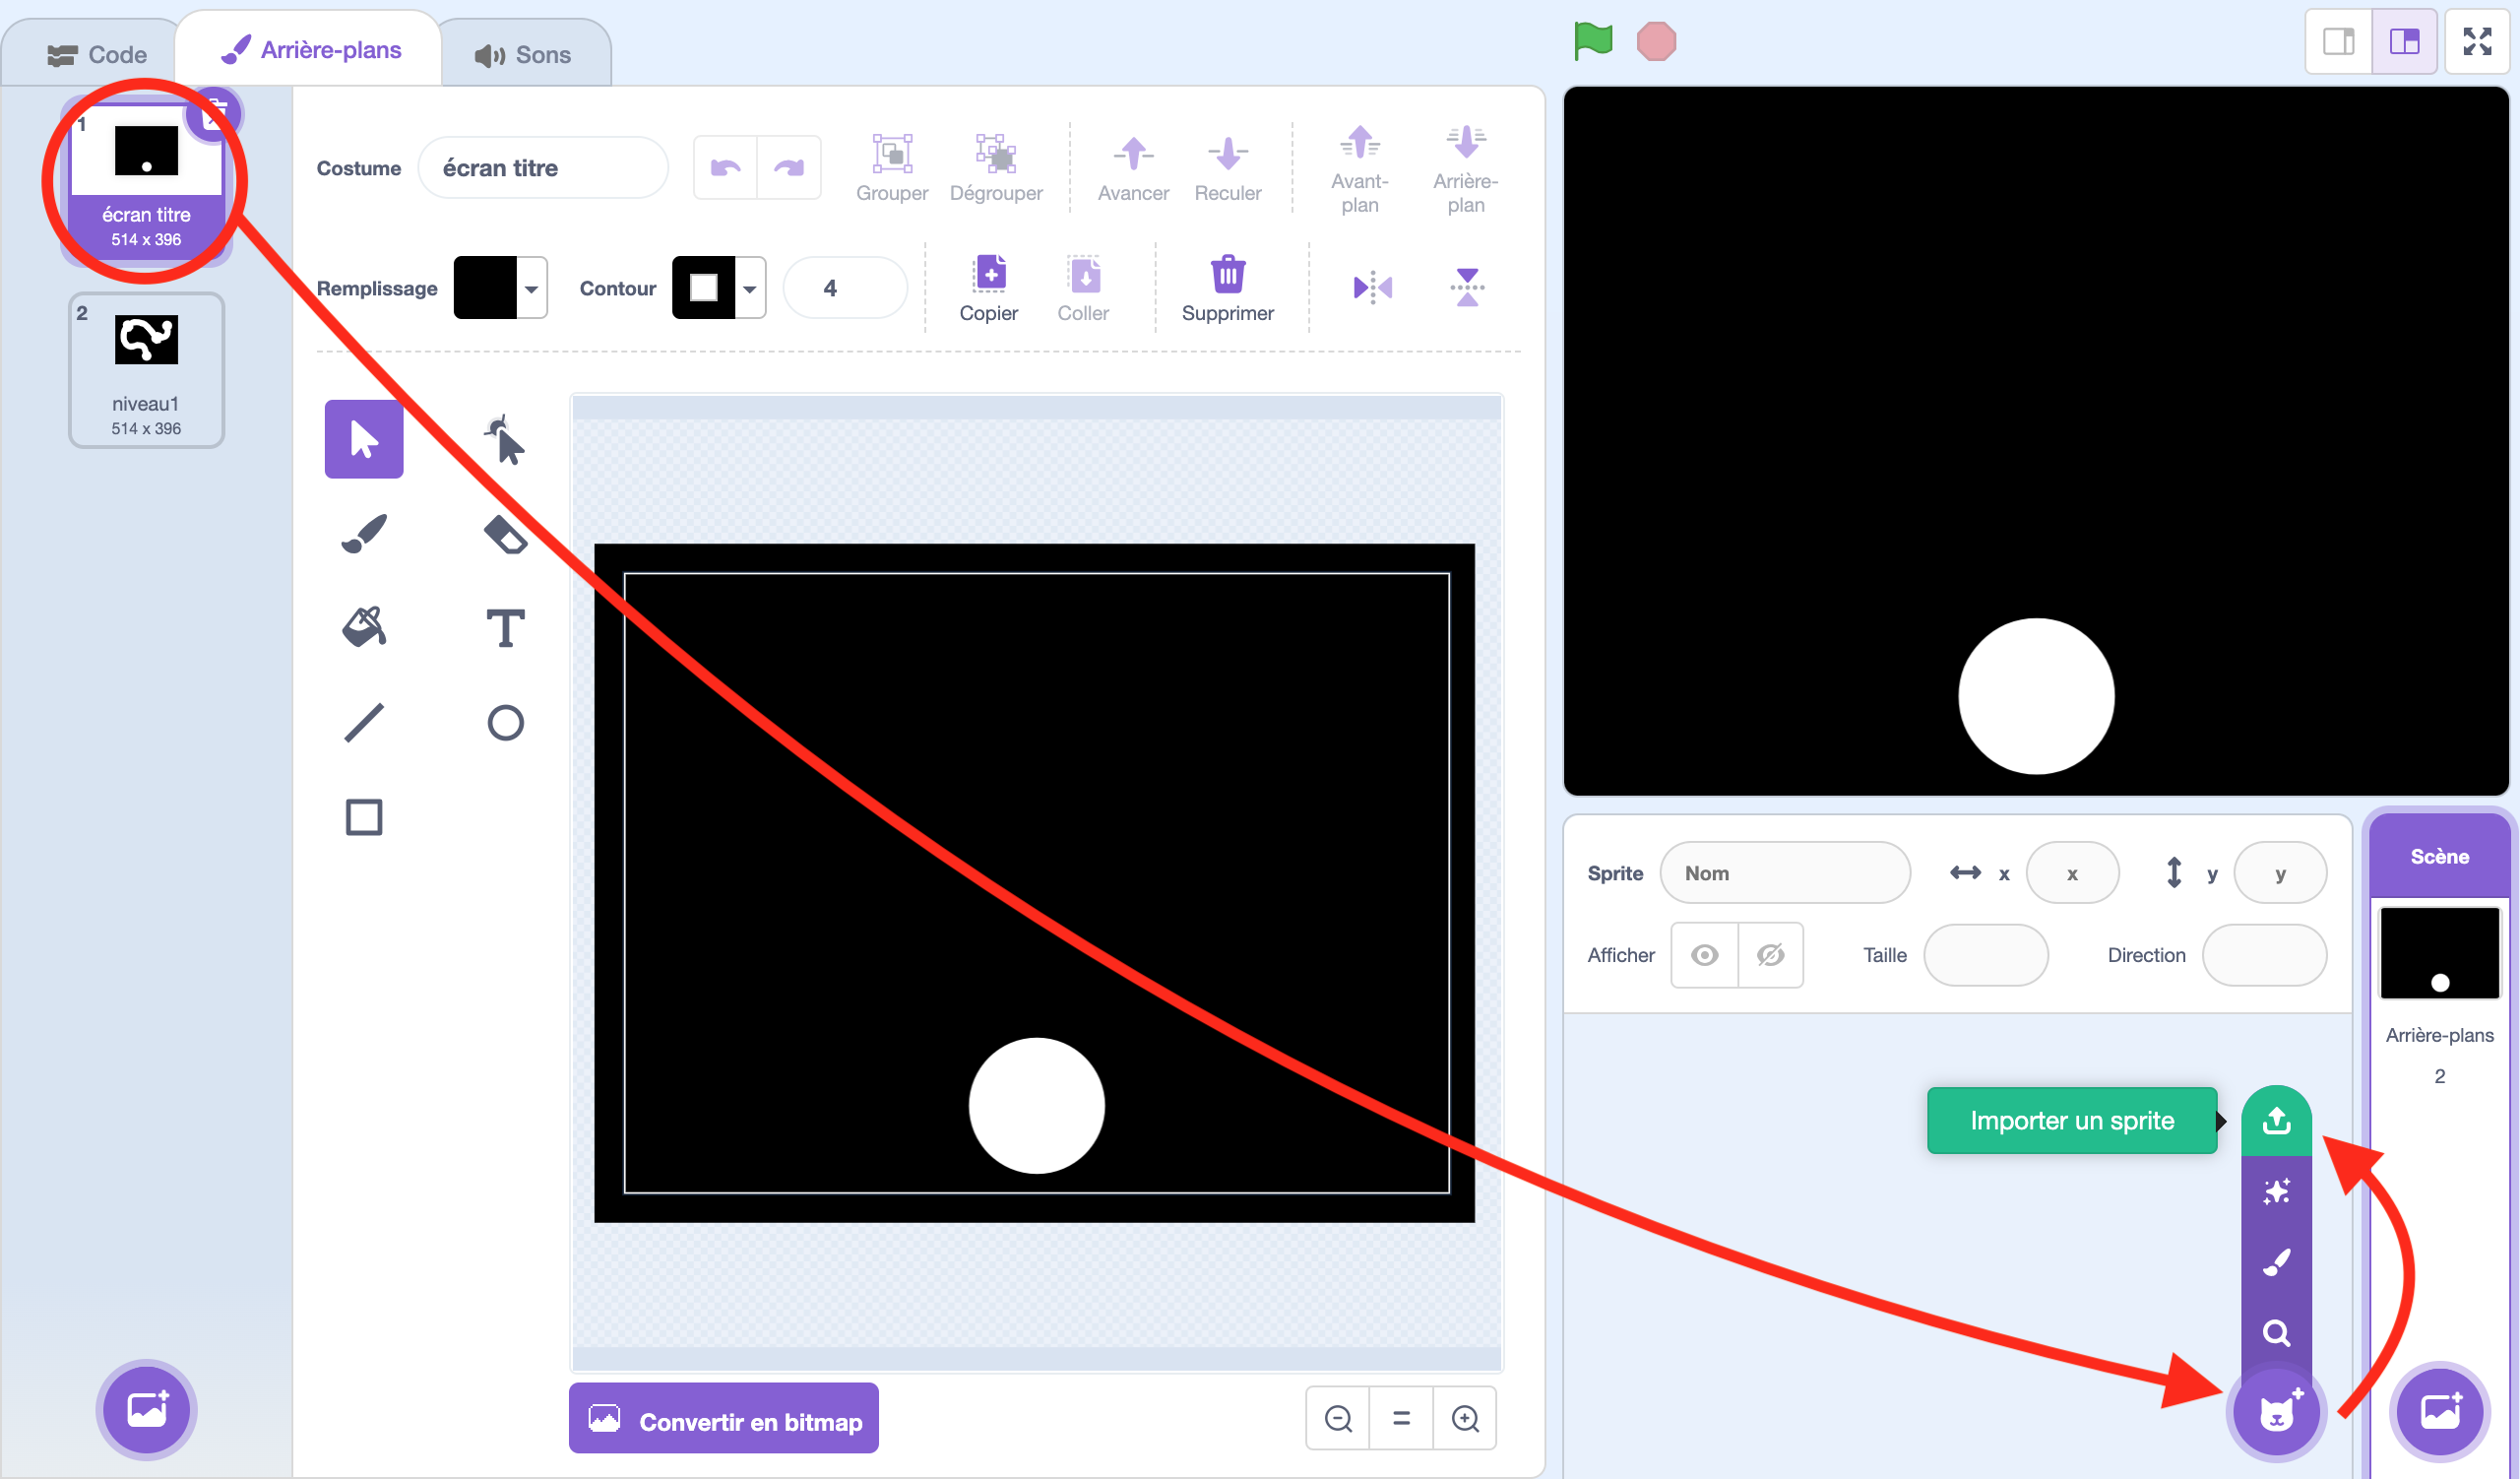 Code
Arrière-plans
Sons
1
écran titre
514 x 396
2
niveau1
514 x 396
Costume
écran titre
Grouper
Dégrouper
Avancer
Reculer
Avant-
plan
Arrière-
plan
Remplissage
Contour
4
Copier
Coller
Supprimer
Convertir en bitmap
Sprite
Nom
x
x
y
y
Afficher
Taille
Direction
Importer un sprite
Scène
Arrière-plans
2